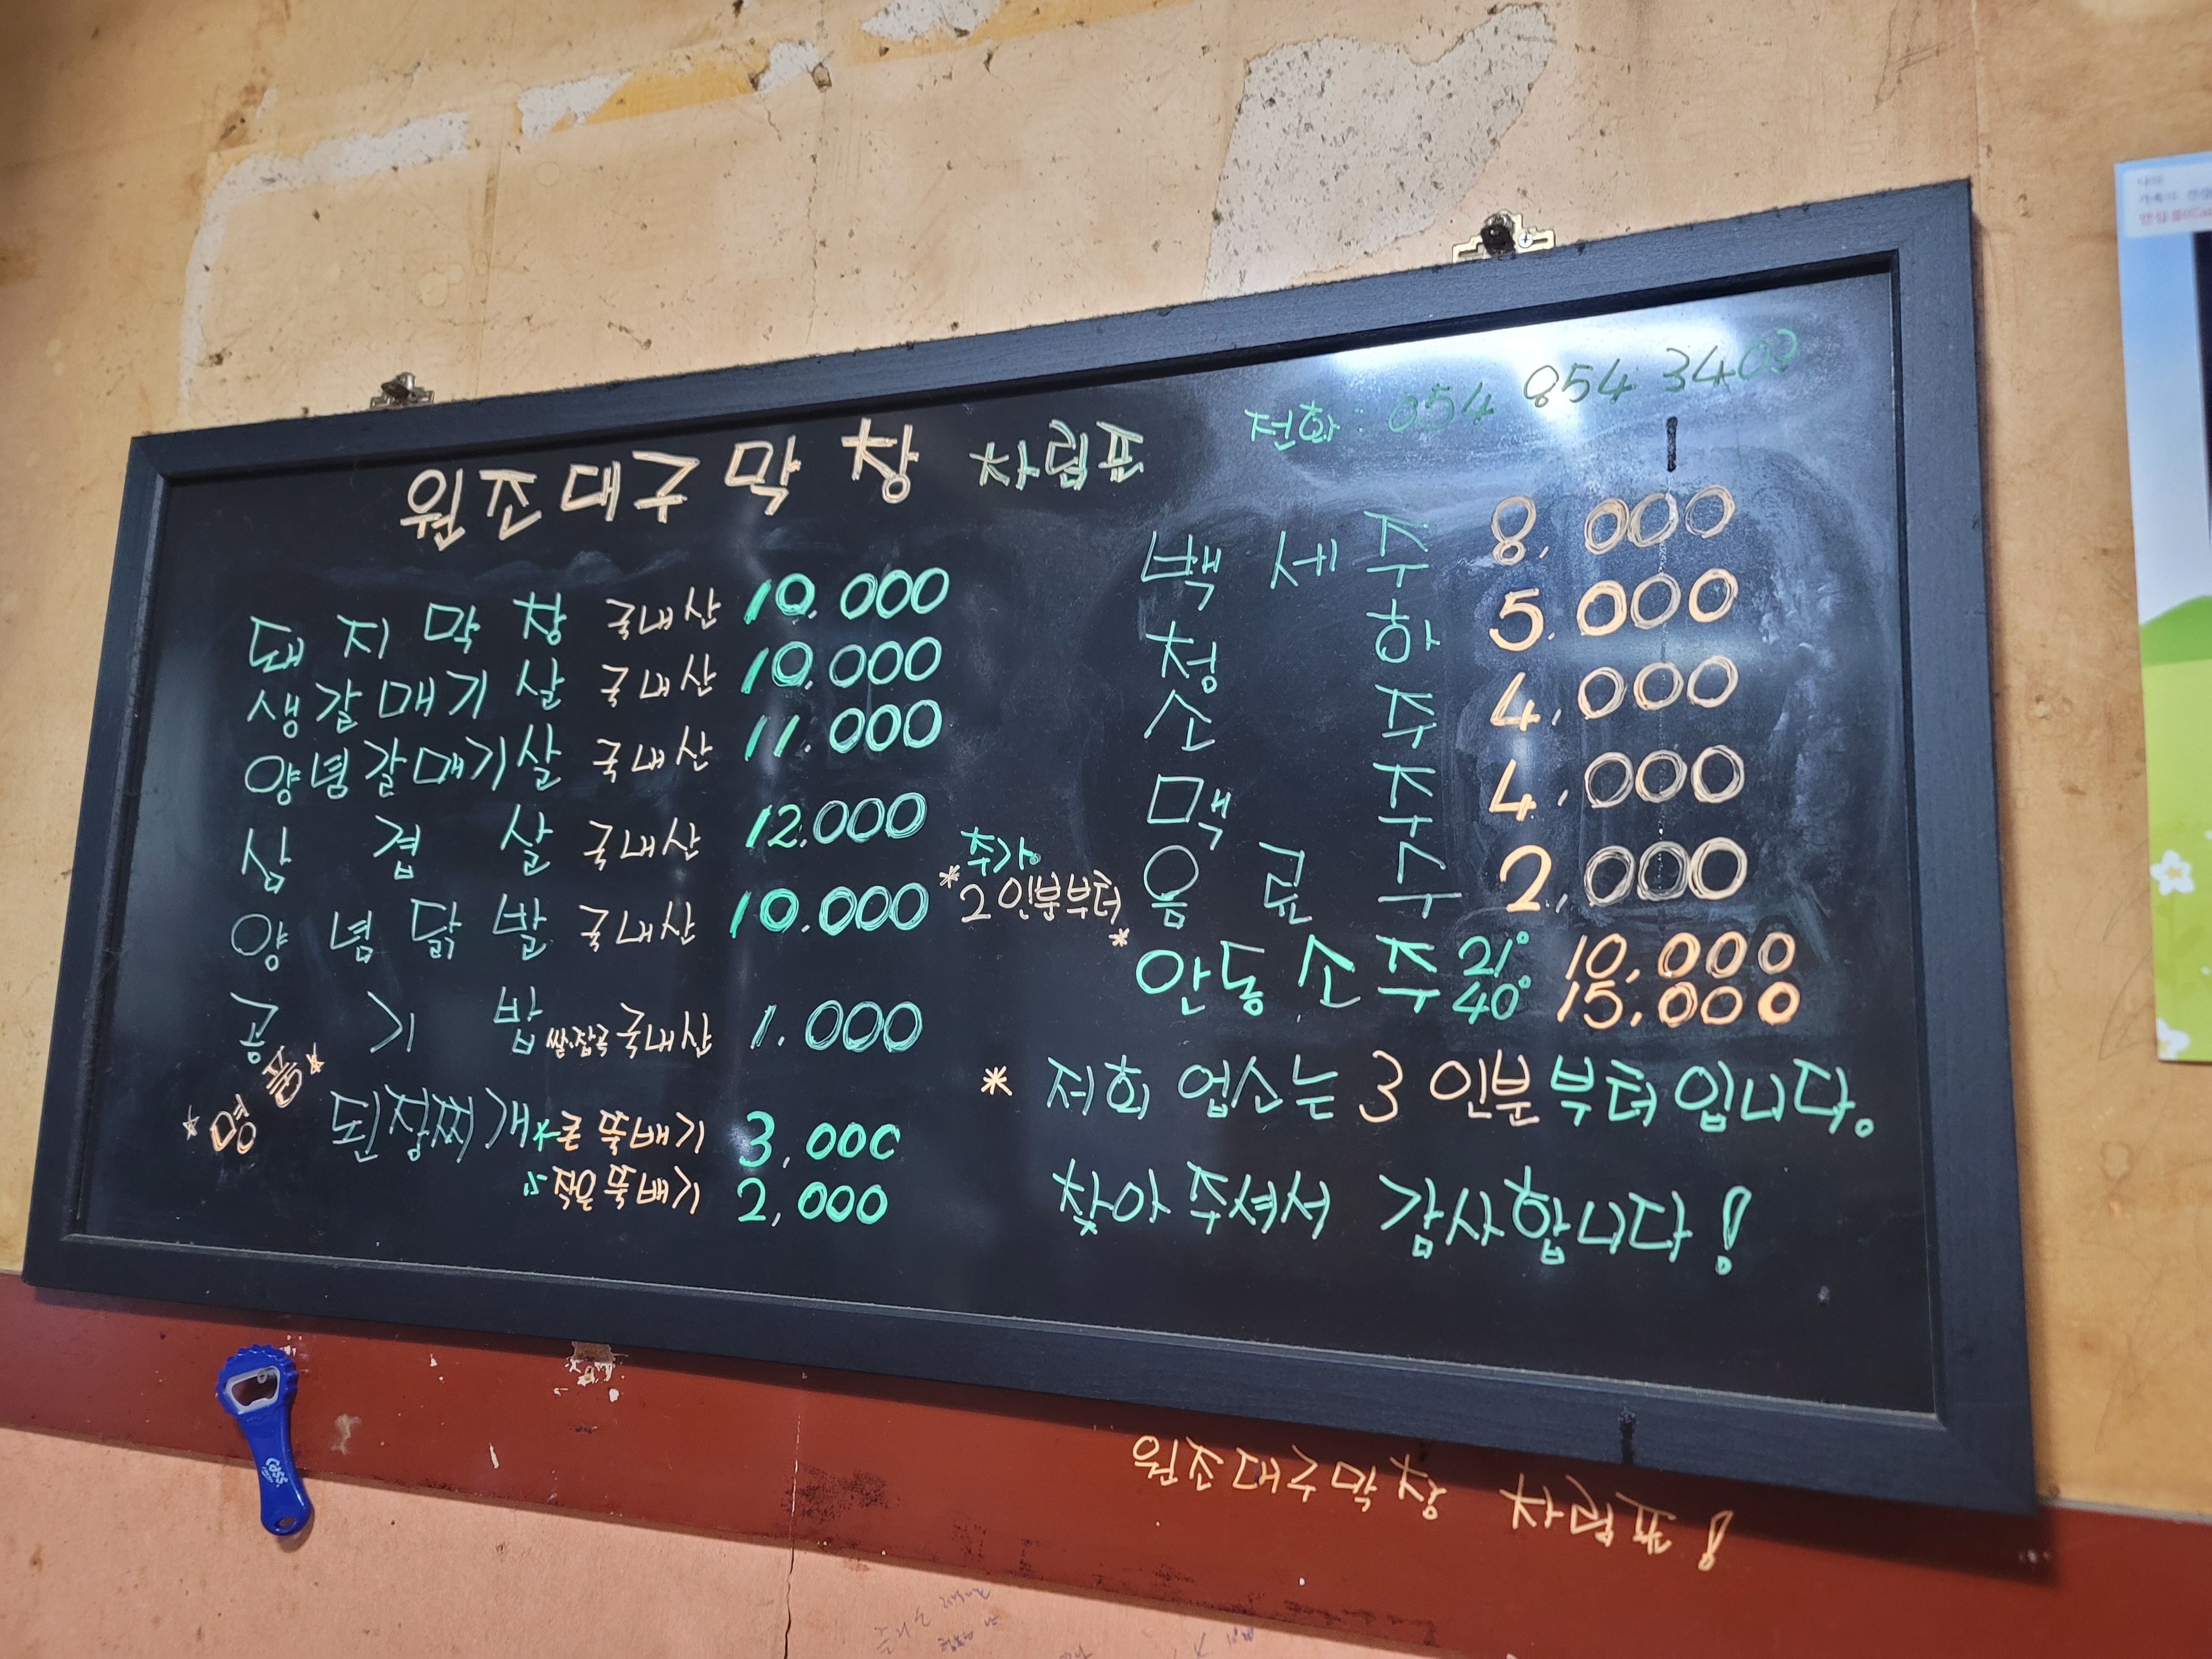 원조대구막창 차림표
전화: 054 854 3403
돼지막창 국내산 10.000
생갈매기살 국내산 10.000
양념갈매기살 국내산 11.000
삼겹살 국내산 12.000
양념닭발 국내산 10.000
*추가. 2인분부터*
공기밥 쌀.잡곡 국내산 1.000
*명물*
된장찌개 *큰 뚝배기 3,000
작은 뚝배기 2,000
백세주 8.000
청하 5.000
소주 4,000
맥주 4,000
음료수 2,000
안동소주 21° 10,000
40° 15,000
* 저희 업소는 3인분부터 입니다.
찾아 주셔서 감사합니다!
원조대구막창 차림표!
Cass